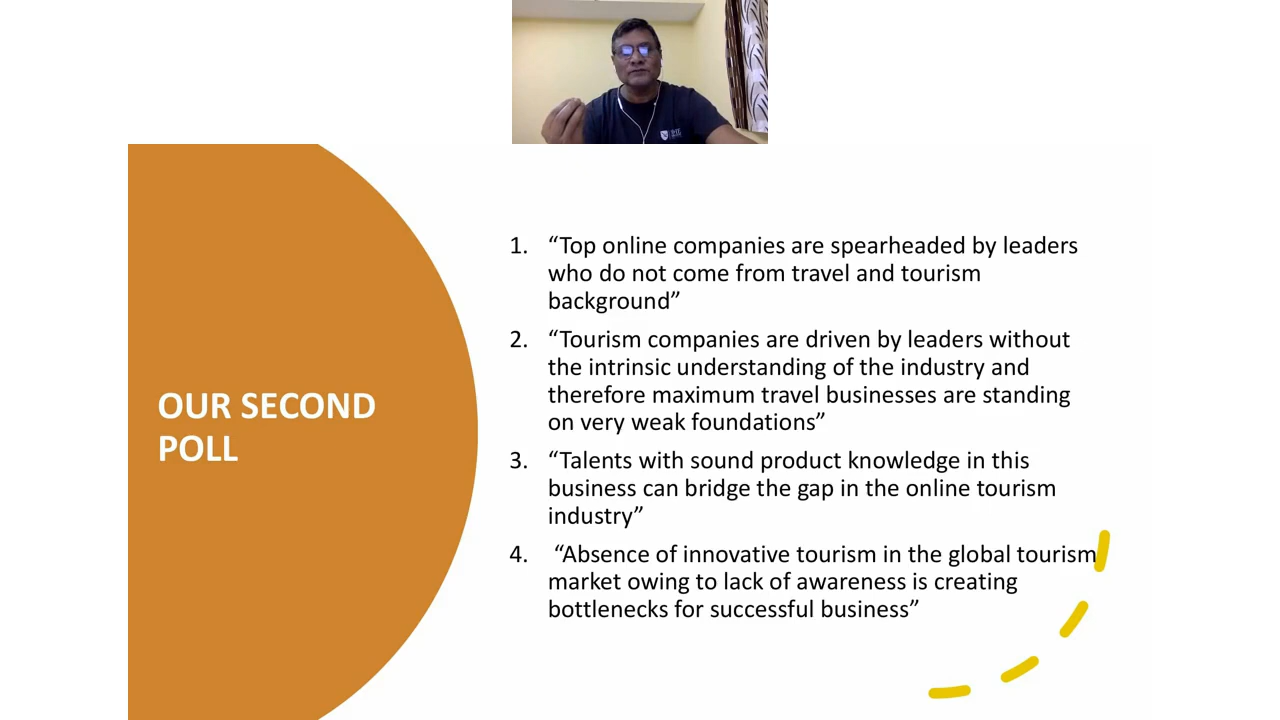 OUR SECOND
POLL
1. “Top online companies are spearheaded by leaders
who do not come from travel and tourism
background”
2. “Tourism companies are driven by leaders without
the intrinsic understanding of the industry and
therefore maximum travel businesses are standing
on very weak foundations”
3. “Talents with sound product knowledge in this
business can bridge the gap in the online tourism
industry”
4. “Absence of innovative tourism in the global tourism
market owing to lack of awareness is creating
bottlenecks for successful business”